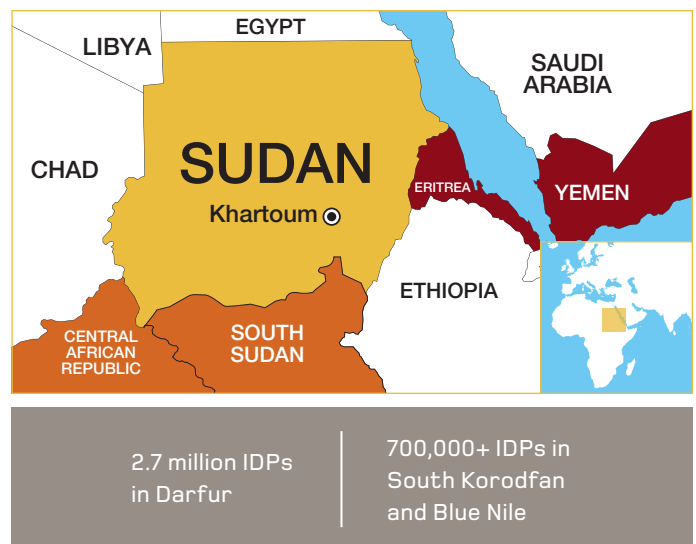 EGYPT
LIBYA
SAUDI
ARABIA
CHAD
SUDAN
ERITREA
YEMEN
Khartoum
ETHIOPIA
CENTRAL
AFRICAN
REPUBLIC
SOUTH
SUDAN
2.7 million IDPs
in Darfur
700,000+ IDPs in
South Korodfan
and Blue Nile